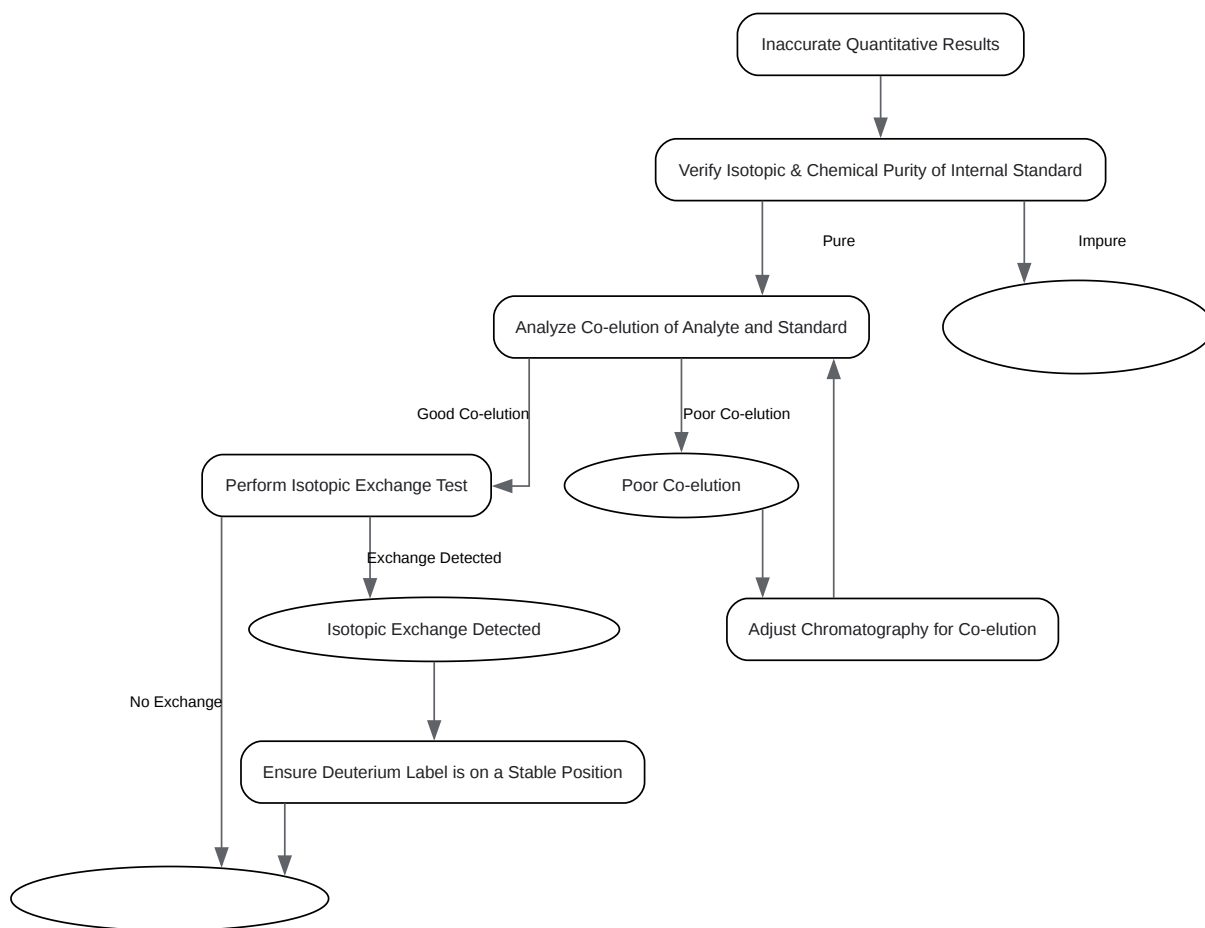 Inaccurate Quantitative Results
Verify Isotopic & Chemical Purity of Internal Standard
Pure
Impure
Analyze Co-elution of Analyte and Standard
Good Co-elution
Poor Co-elution
Perform Isotopic Exchange Test
Poor Co-elution
Exchange Detected
Isotopic Exchange Detected
Adjust Chromatography for Co-elution
No Exchange
Ensure Deuterium Label is on a Stable Position